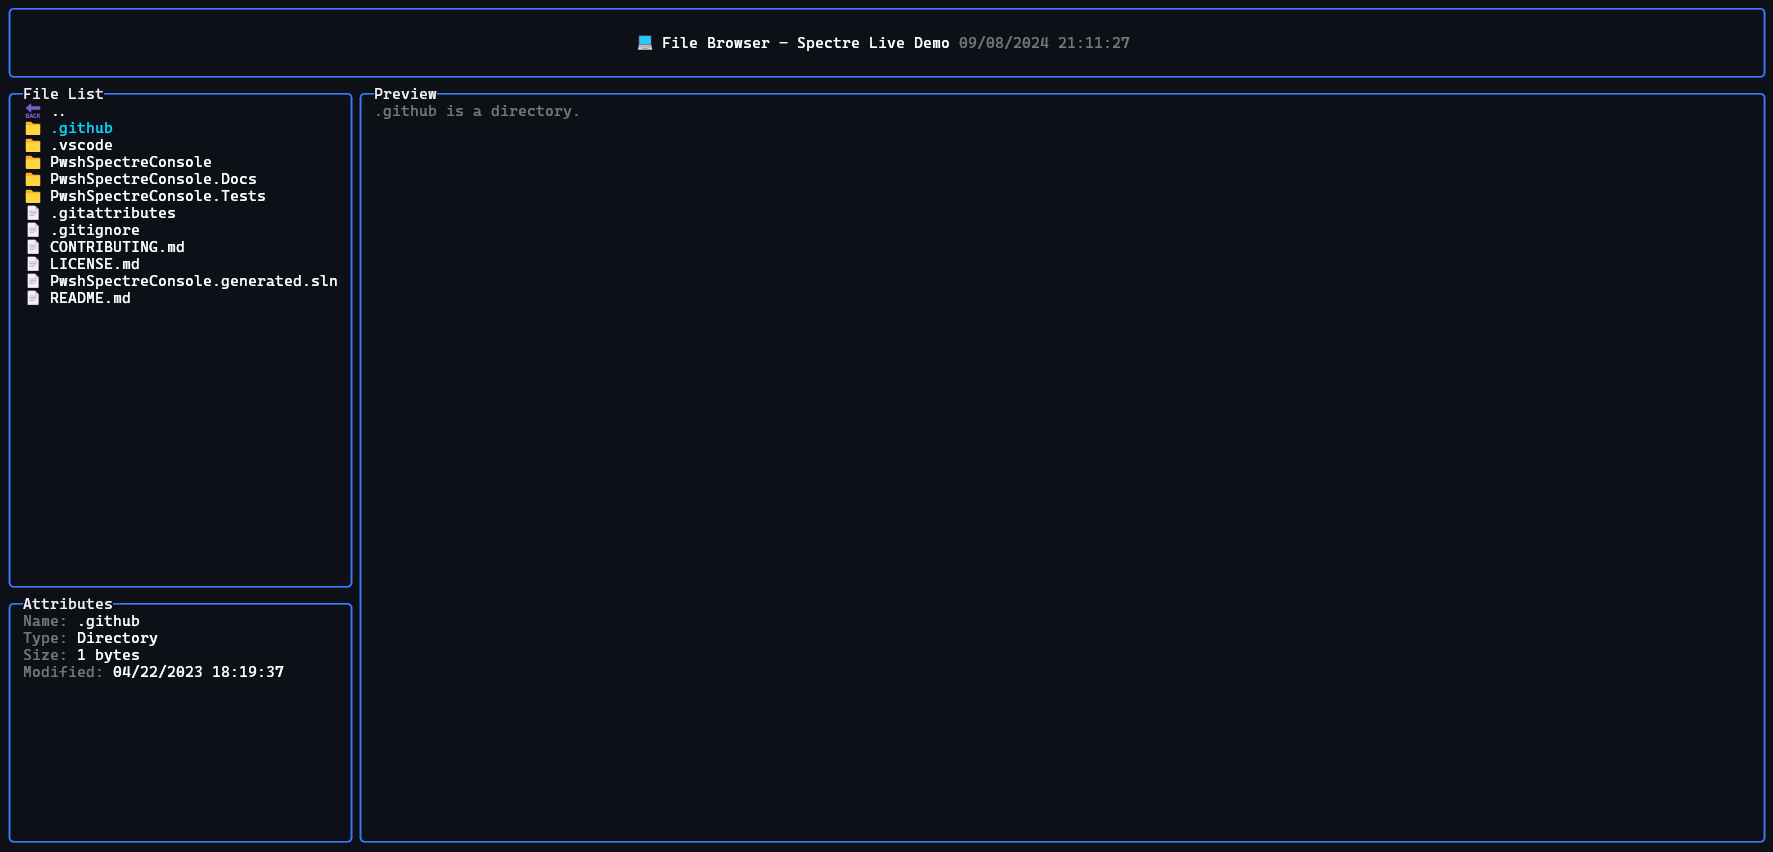 File Browser - Spectre Live Demo 09/08/2024 21:11:27
File List
BACK ..
.github
.vscode
PwshSpectreConsole
PwshSpectreConsole.Docs
PwshSpectreConsole.Tests
.gitattributes
.gitignore
CONTRIBUTING.md
LICENSE.md
PwshSpectreConsole.generated.sln
README.md
Attributes
Name: .github
Type: Directory
Size: 1 bytes
Modified: 04/22/2023 18:19:37
Preview
.github is a directory.